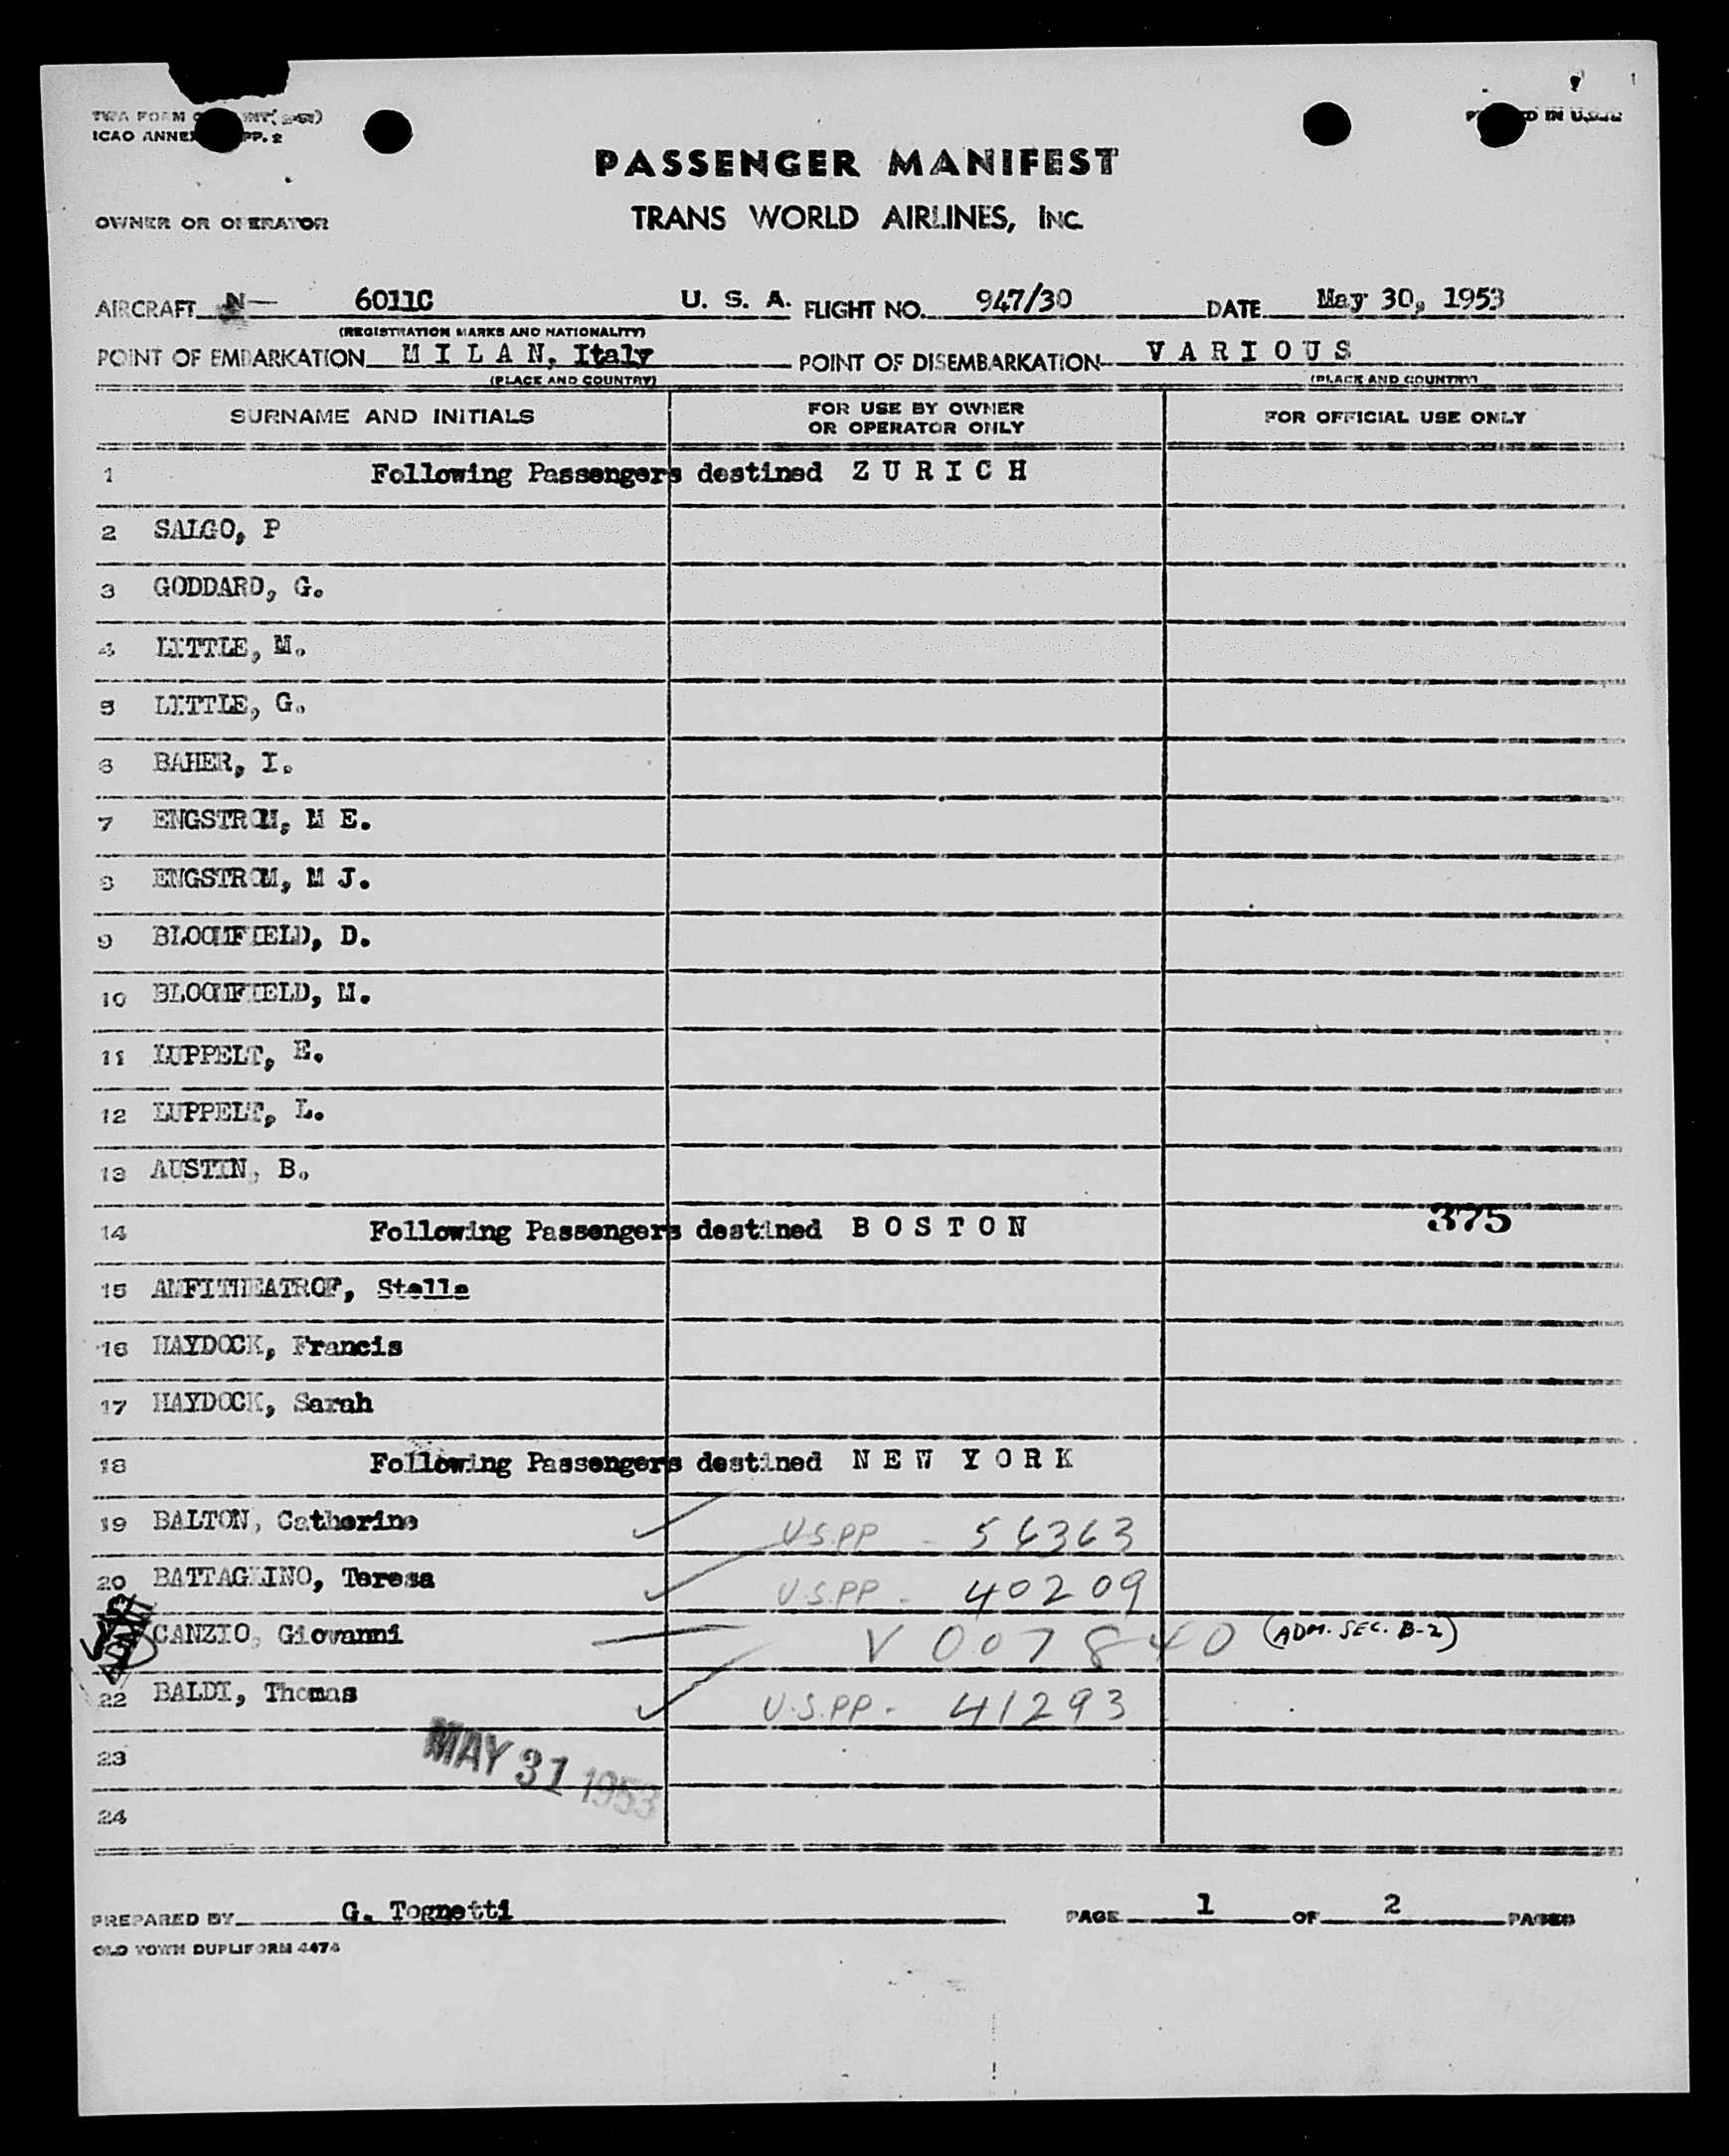 TWA FORM
ICAO ANNEX PP. 2
D IN U.S.A.
PASSENGER MANIFEST
OWNER OR OPERATOR
TRANS WORLD AIRLINES, INC.
AIRCRAFT N— 6011C U. S. A. FLIGHT NO. 947/30 DATE May 30, 1953
(REGISTRATION MARKS AND NATIONALITY)
POINT OF EMBARKATION M I L A N, Italy POINT OF DISEMBARKATION V A R I O U S
(PLACE AND COUNTRY) (PLACE AND COUNTRY)
SURNAME AND INITIALS FOR USE BY OWNER OR OPERATOR ONLY FOR OFFICIAL USE ONLY
1 Following Passengers destined Z U R I C H
2 SALGO, P
3 GODDARD, G.
4 LITTLE, M.
5 LITTLE, G.
6 BAHER, I.
7 ENGSTROM, M E.
8 ENGSTROM, M J.
9 BLOOMFIELD, D.
10 BLOOMFIELD, M.
11 LUPPELT, E.
12 LUPPELT, L.
13 AUSTIN, B.
14 Following Passengers destined B O S T O N 375
15 AMFITHEATROF, Stella
16 HAYDOCK, Francis
17 HAYDOCK, Sarah
18 Following Passengers destined N E W Y O R K
19 BALTON, Catherine U.S.PP - 56363
20 BATTAGLINO, Teresa U.S.PP - 40209
CANZIO, Giovanni V 007840 (ADM. SEC. B-2)
22 BALDI, Thomas U.S.PP - 41293
23 MAY 31 1953
24
PREPARED BY G. Tognetti PAGE 1 OF 2 PAGES
OLD TOWN DUPLIFORM 4474